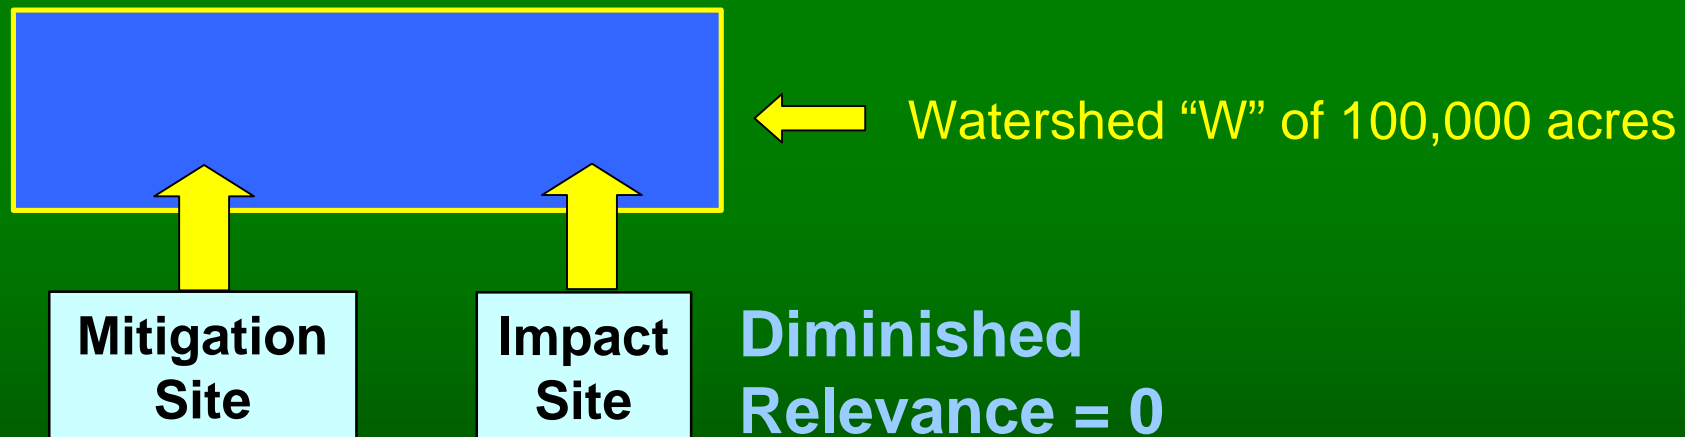 Watershed “W” of 100,000 acres
Mitigation
Site
Impact
Site
Diminished
Relevance = 0